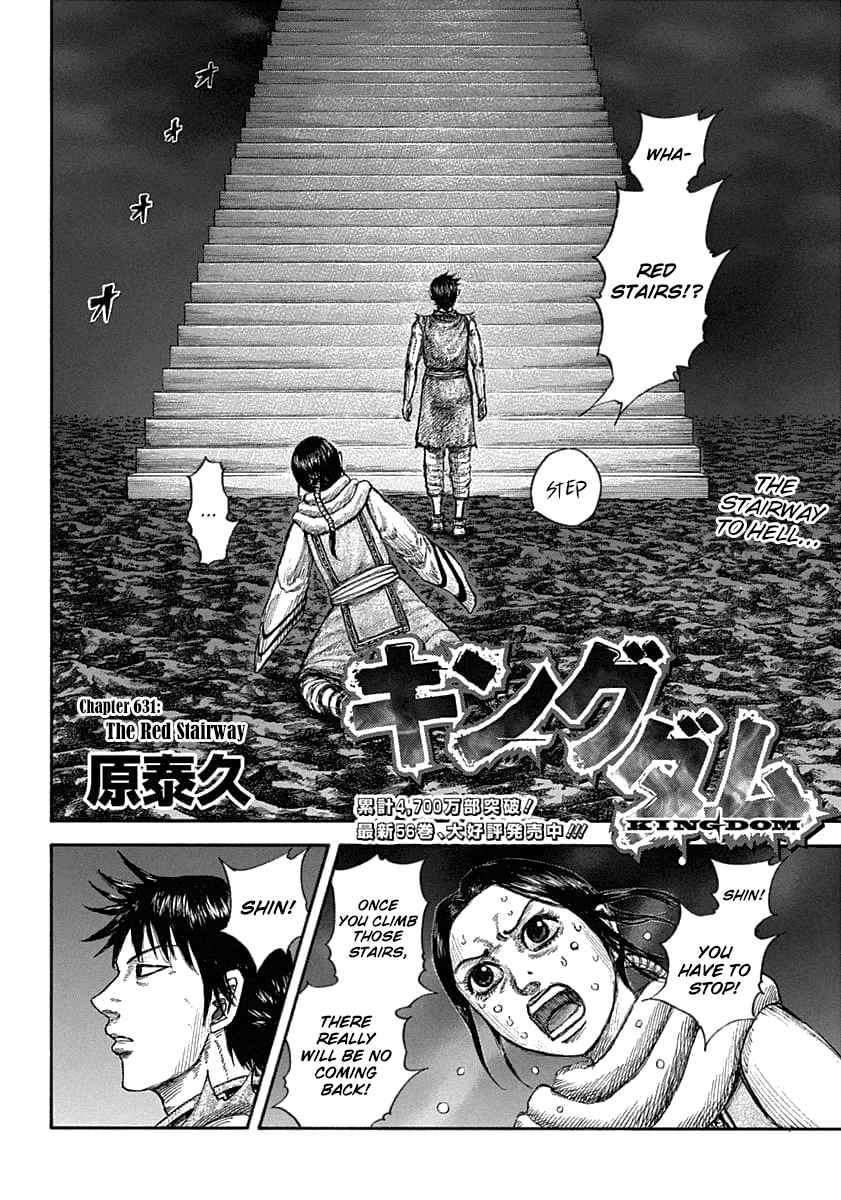 WHA-
RED
STAIRS!?
オ
オ
オ
オ
STEP
...
THE
STAIRWAY
TO HELL...
Chapter 631:
The Red Stairway
原泰久
キングダム
KINGDOM
累計4,700万部突破!
最新56巻、大好評発売中!!!
SHIN!
YOU
HAVE TO
STOP!
ONCE
YOU CLIMB
THOSE
STAIRS,
THERE
REALLY
WILL BE NO
COMING
BACK!
SHIN!